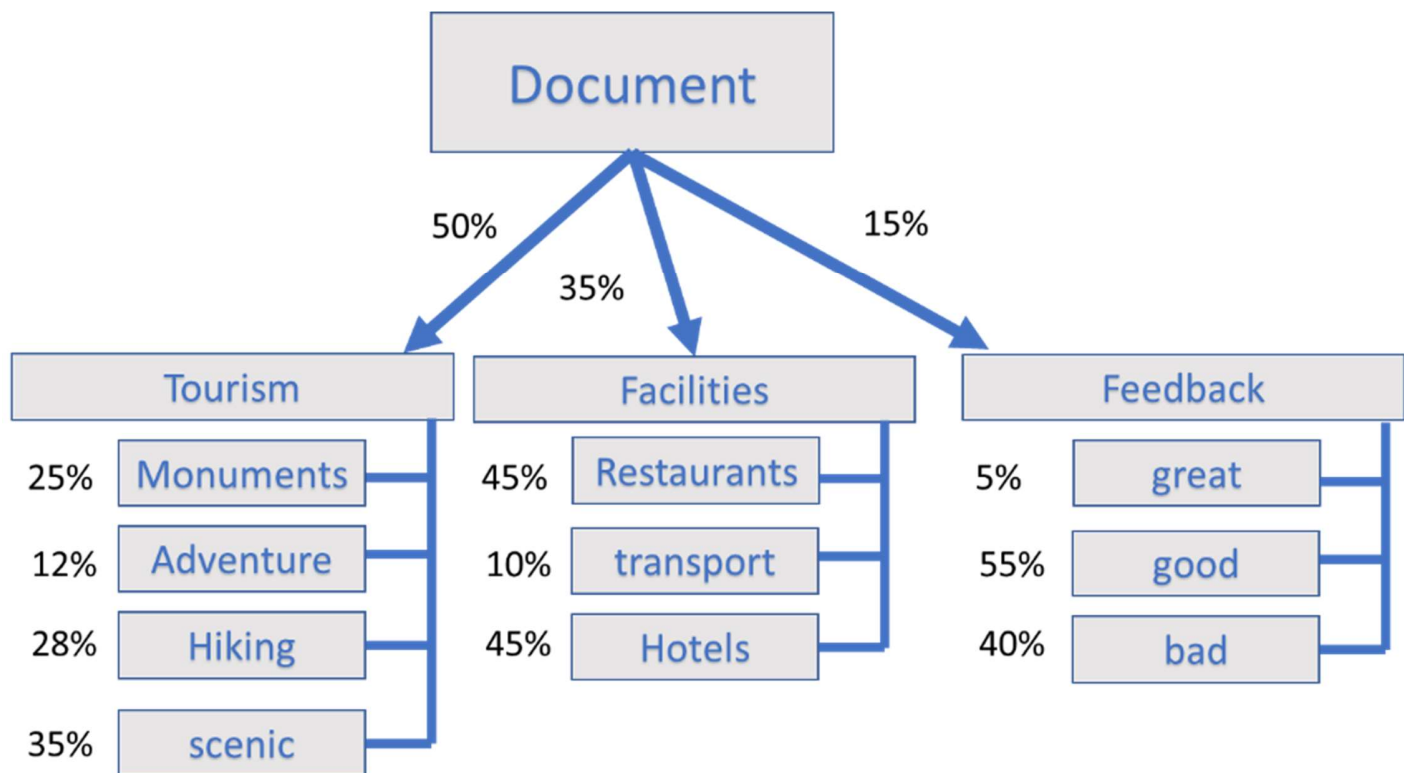 Document
50%
35%
15%
Tourism
25% Monuments
12% Adventure
28% Hiking
35% scenic
Facilities
45% Restaurants
10% transport
45% Hotels
Feedback
5% great
55% good
40% bad